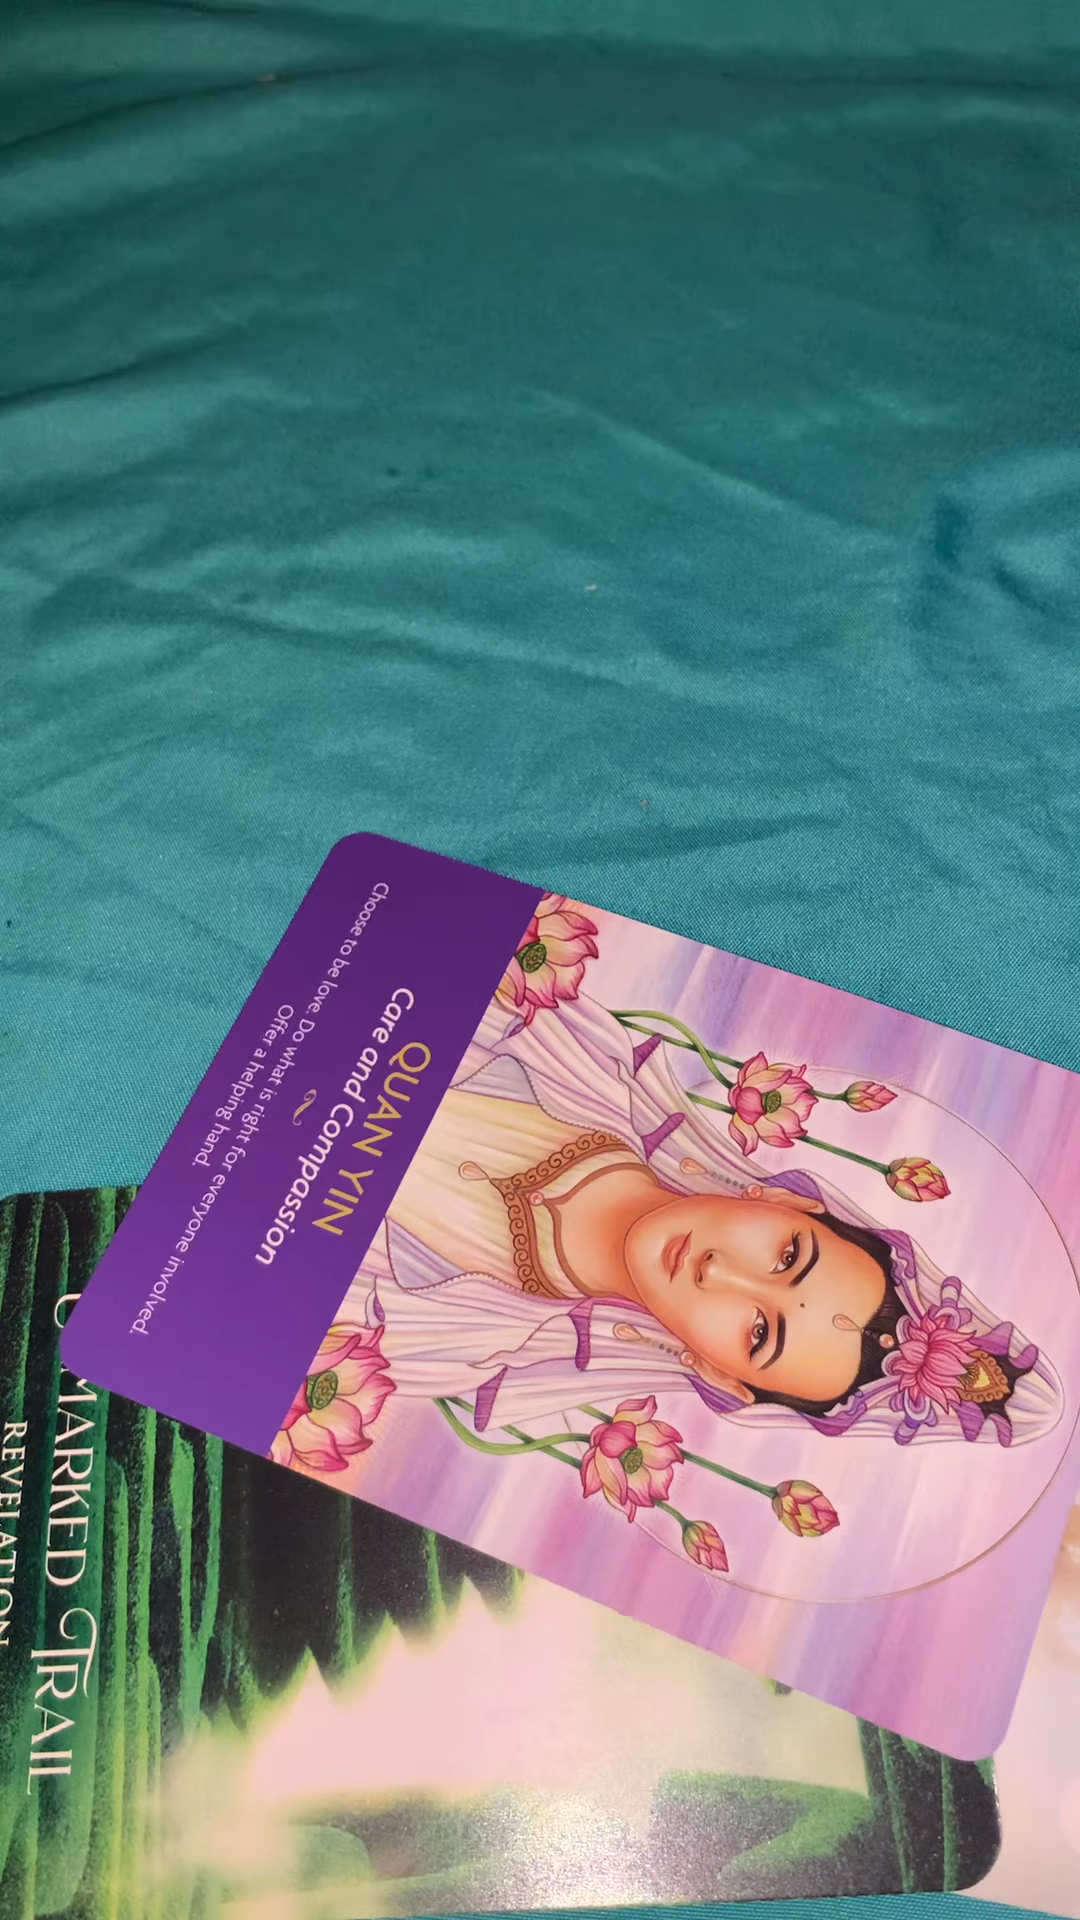 QUAN YIN
Care and Compassion
Choose to be love. Do what is right for everyone involved.
Offer a helping hand.
MARKED TRAIL
REVELATION